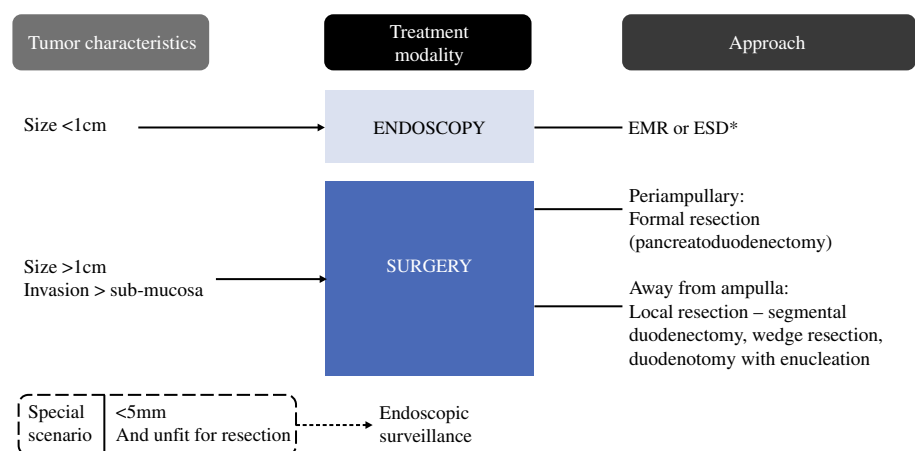 Tumor characteristics
Treatment
modality
Approach
Size <1cm
ENDOSCOPY
EMR or ESD*
Size >1cm
Invasion > sub-mucosa
SURGERY
Periampullary:
Formal resection
(pancreatoduodenectomy)
Away from ampulla:
Local resection – segmental
duodenectomy, wedge resection,
duodenotomy with enucleation
Special
scenario
<5mm
And unfit for resection
Endoscopic
surveillance